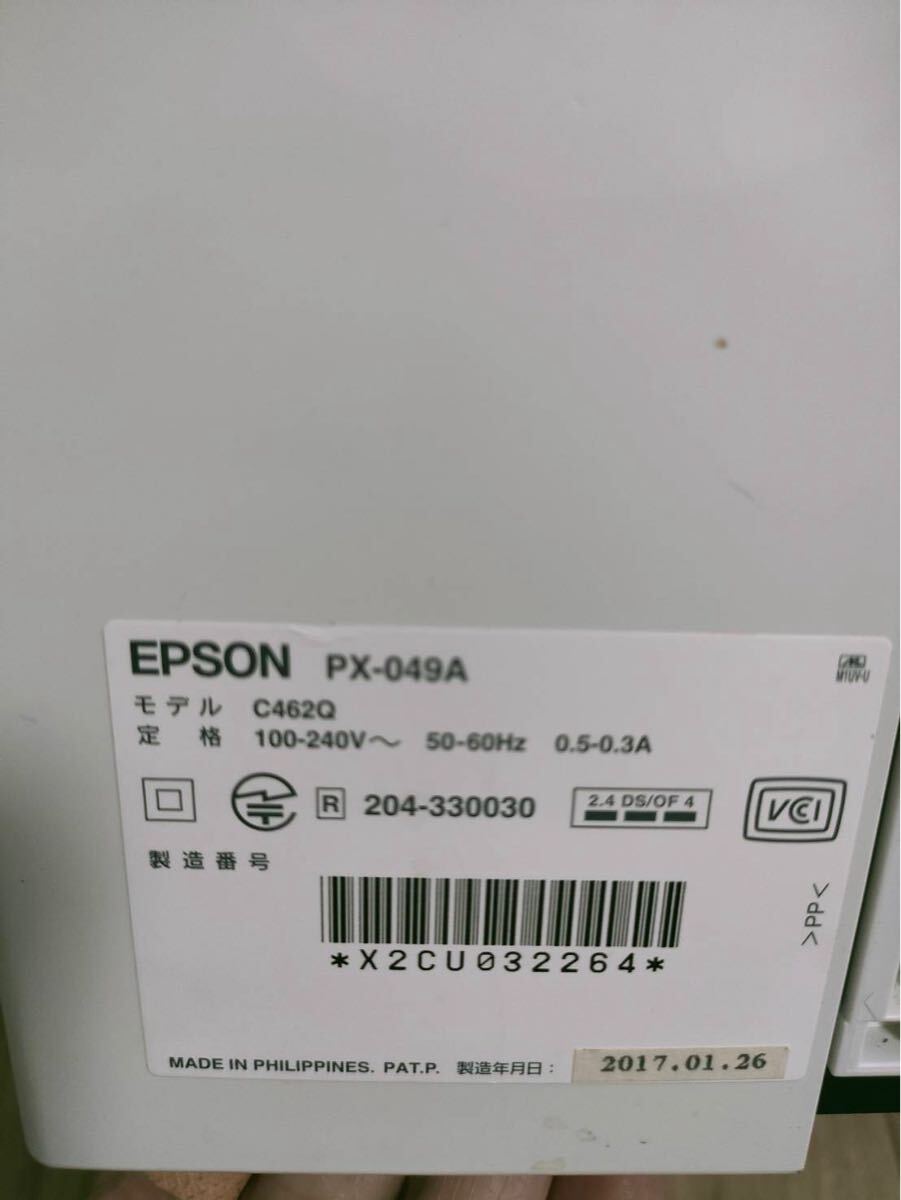 EPSON PX-049A
M1UV-U
モデル C462Q
定格 100-240V～ 50-60Hz 0.5-0.3A
R 204-330030
2.4 DS/OF 4
VCCI
製造番号
*X2CU032264*
>PP<
MADE IN PHILIPPINES. PAT.P. 製造年月日： 2017.01.26